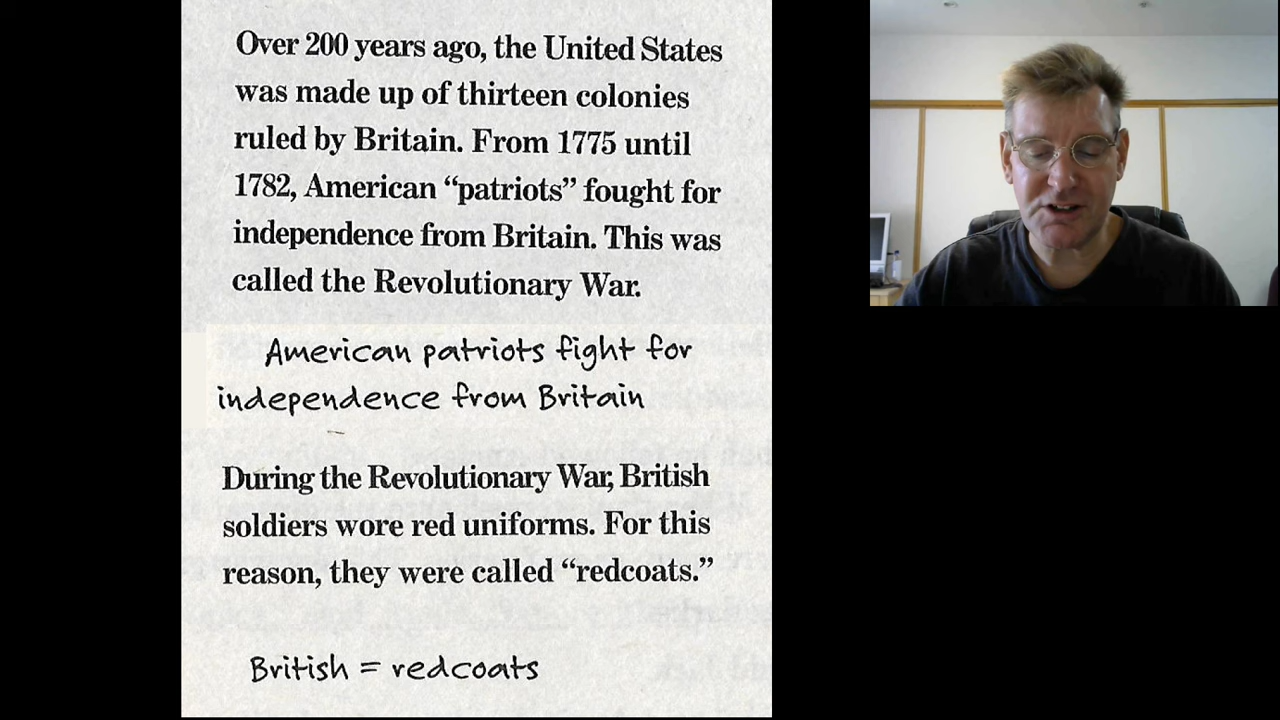 Over 200 years ago, the United States
was made up of thirteen colonies
ruled by Britain. From 1775 until
1782, American “patriots” fought for
independence from Britain. This was
called the Revolutionary War.
American patriots fight for
independence from Britain
During the Revolutionary War, British
soldiers wore red uniforms. For this
reason, they were called “redcoats.”
British = redcoats